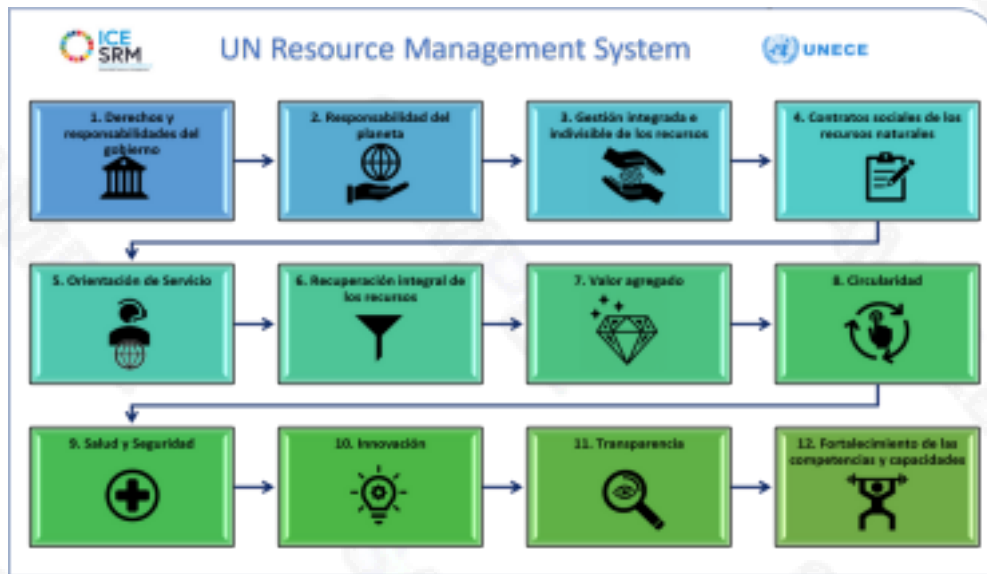 ICE
SRM
UN Resource Management System
UNECE
1. Derechos y
responsabilidades del
gobierno
2. Responsabilidad del
planeta
3. Gestión integrada e
indivisible de los recursos
4. Contratos sociales de los
recursos naturales
5. Orientación de Servicio
6. Recuperación integral de
los recursos
7. Valor agregado
8. Circularidad
9. Salud y Seguridad
10. Innovación
11. Transparencia
12. Fortalecimiento de las
competencias y capacidades